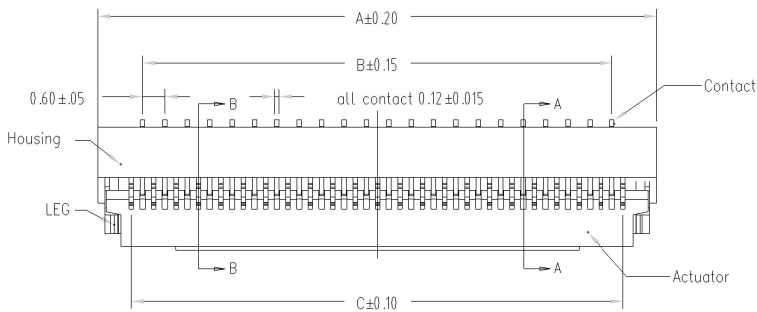 A±0.20
B±0.15
0.60±.05
B
all contact 0.12±0.015
A
Contact
Housing
LEG
B
A
Actuator
C±0.10